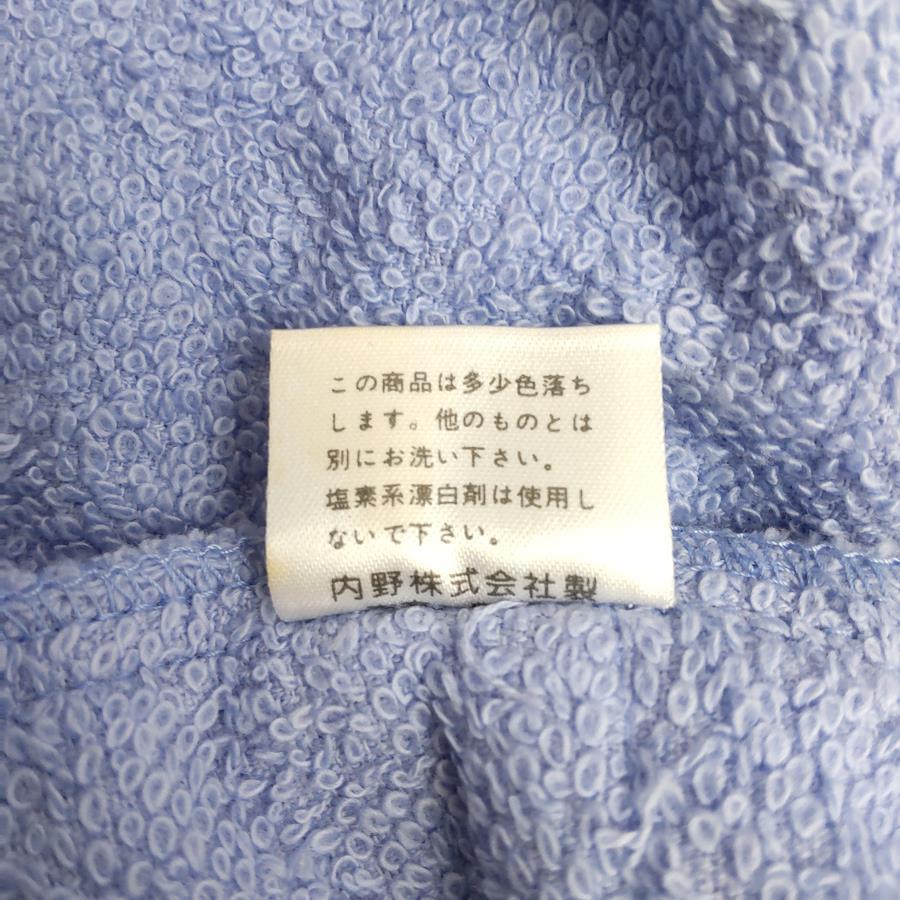 この商品は多少色落ち
します。他のものとは
別にお洗い下さい。
塩素系漂白剤は使用し
ないで下さい。
内野株式会社製